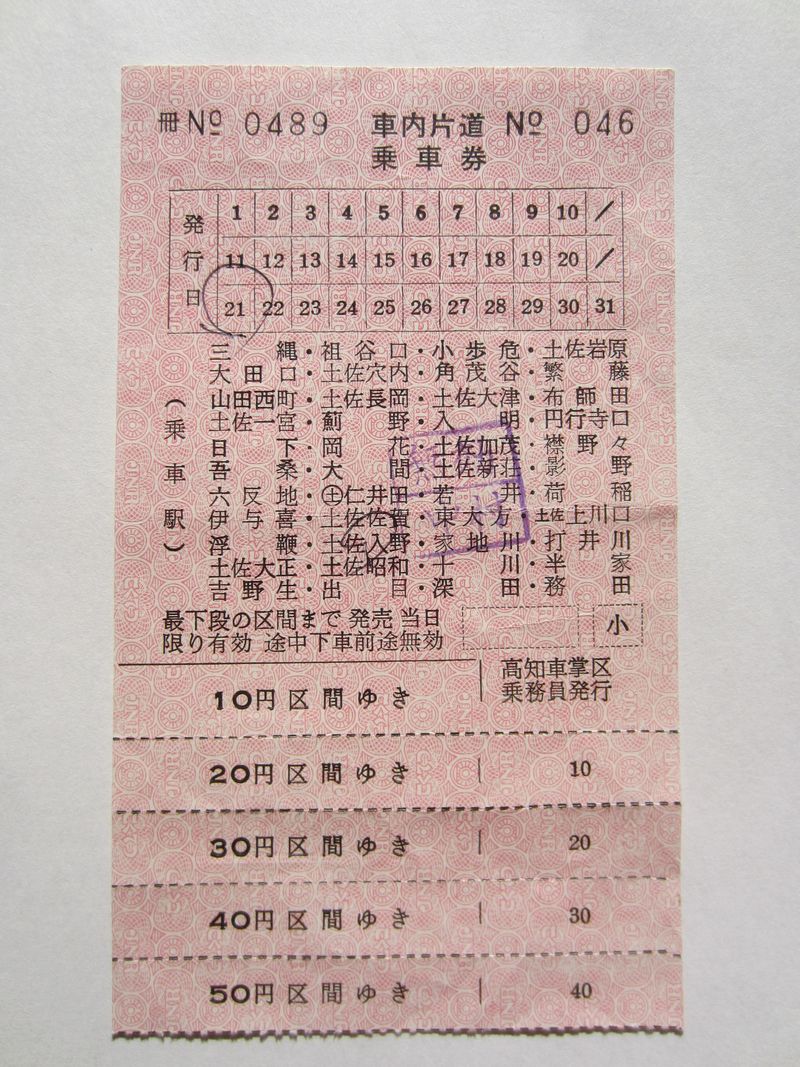 冊 No 0489 車内片道 No 046
乗車券
発行日
1 2 3 4 5 6 7 8 9 10 /
11 12 13 14 15 16 17 18 19 20 /
21 22 23 24 25 26 27 28 29 30 31
(乗車駅)
三縄・祖谷口・小歩危・土佐岩原
大田口・土佐穴内・角茂谷・繁藤
山田西町・土佐長岡・土佐大津・布師田
土佐一宮・薊野・入明・円行寺口
日下・岡花・土佐加茂・襟野々
吾桑・大間・土佐新荘・影野
六反地・㊏仁井田・若井・荷稲
伊与喜・土佐佐賀・東大方・土佐上川口
浮鞭・土佐入野・家地川・打井川
土佐大正・土佐昭和・十川・半家
吉野生・出目・深田・務田
最下段の区間まで 発売当日
限り有効 途中下車前途無効
小
高知車掌区
乗務員発行
10円区間ゆき
20円区間ゆき 10
30円区間ゆき 20
40円区間ゆき 30
50円区間ゆき 40